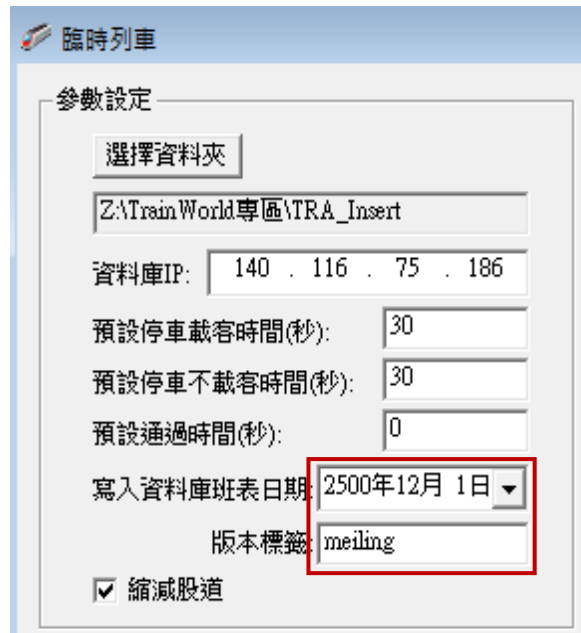 臨時列車
參數設定
選擇資料夾
Z:\TrainWorld專區\TRA_Insert
資料庫IP: 140 . 116 . 75 . 186
預設停車載客時間(秒): 30
預設停車不載客時間(秒): 30
預設通過時間(秒): 0
寫入資料庫班表日期: 2500年12月 1日
版本標籤: meiling
縮減股道